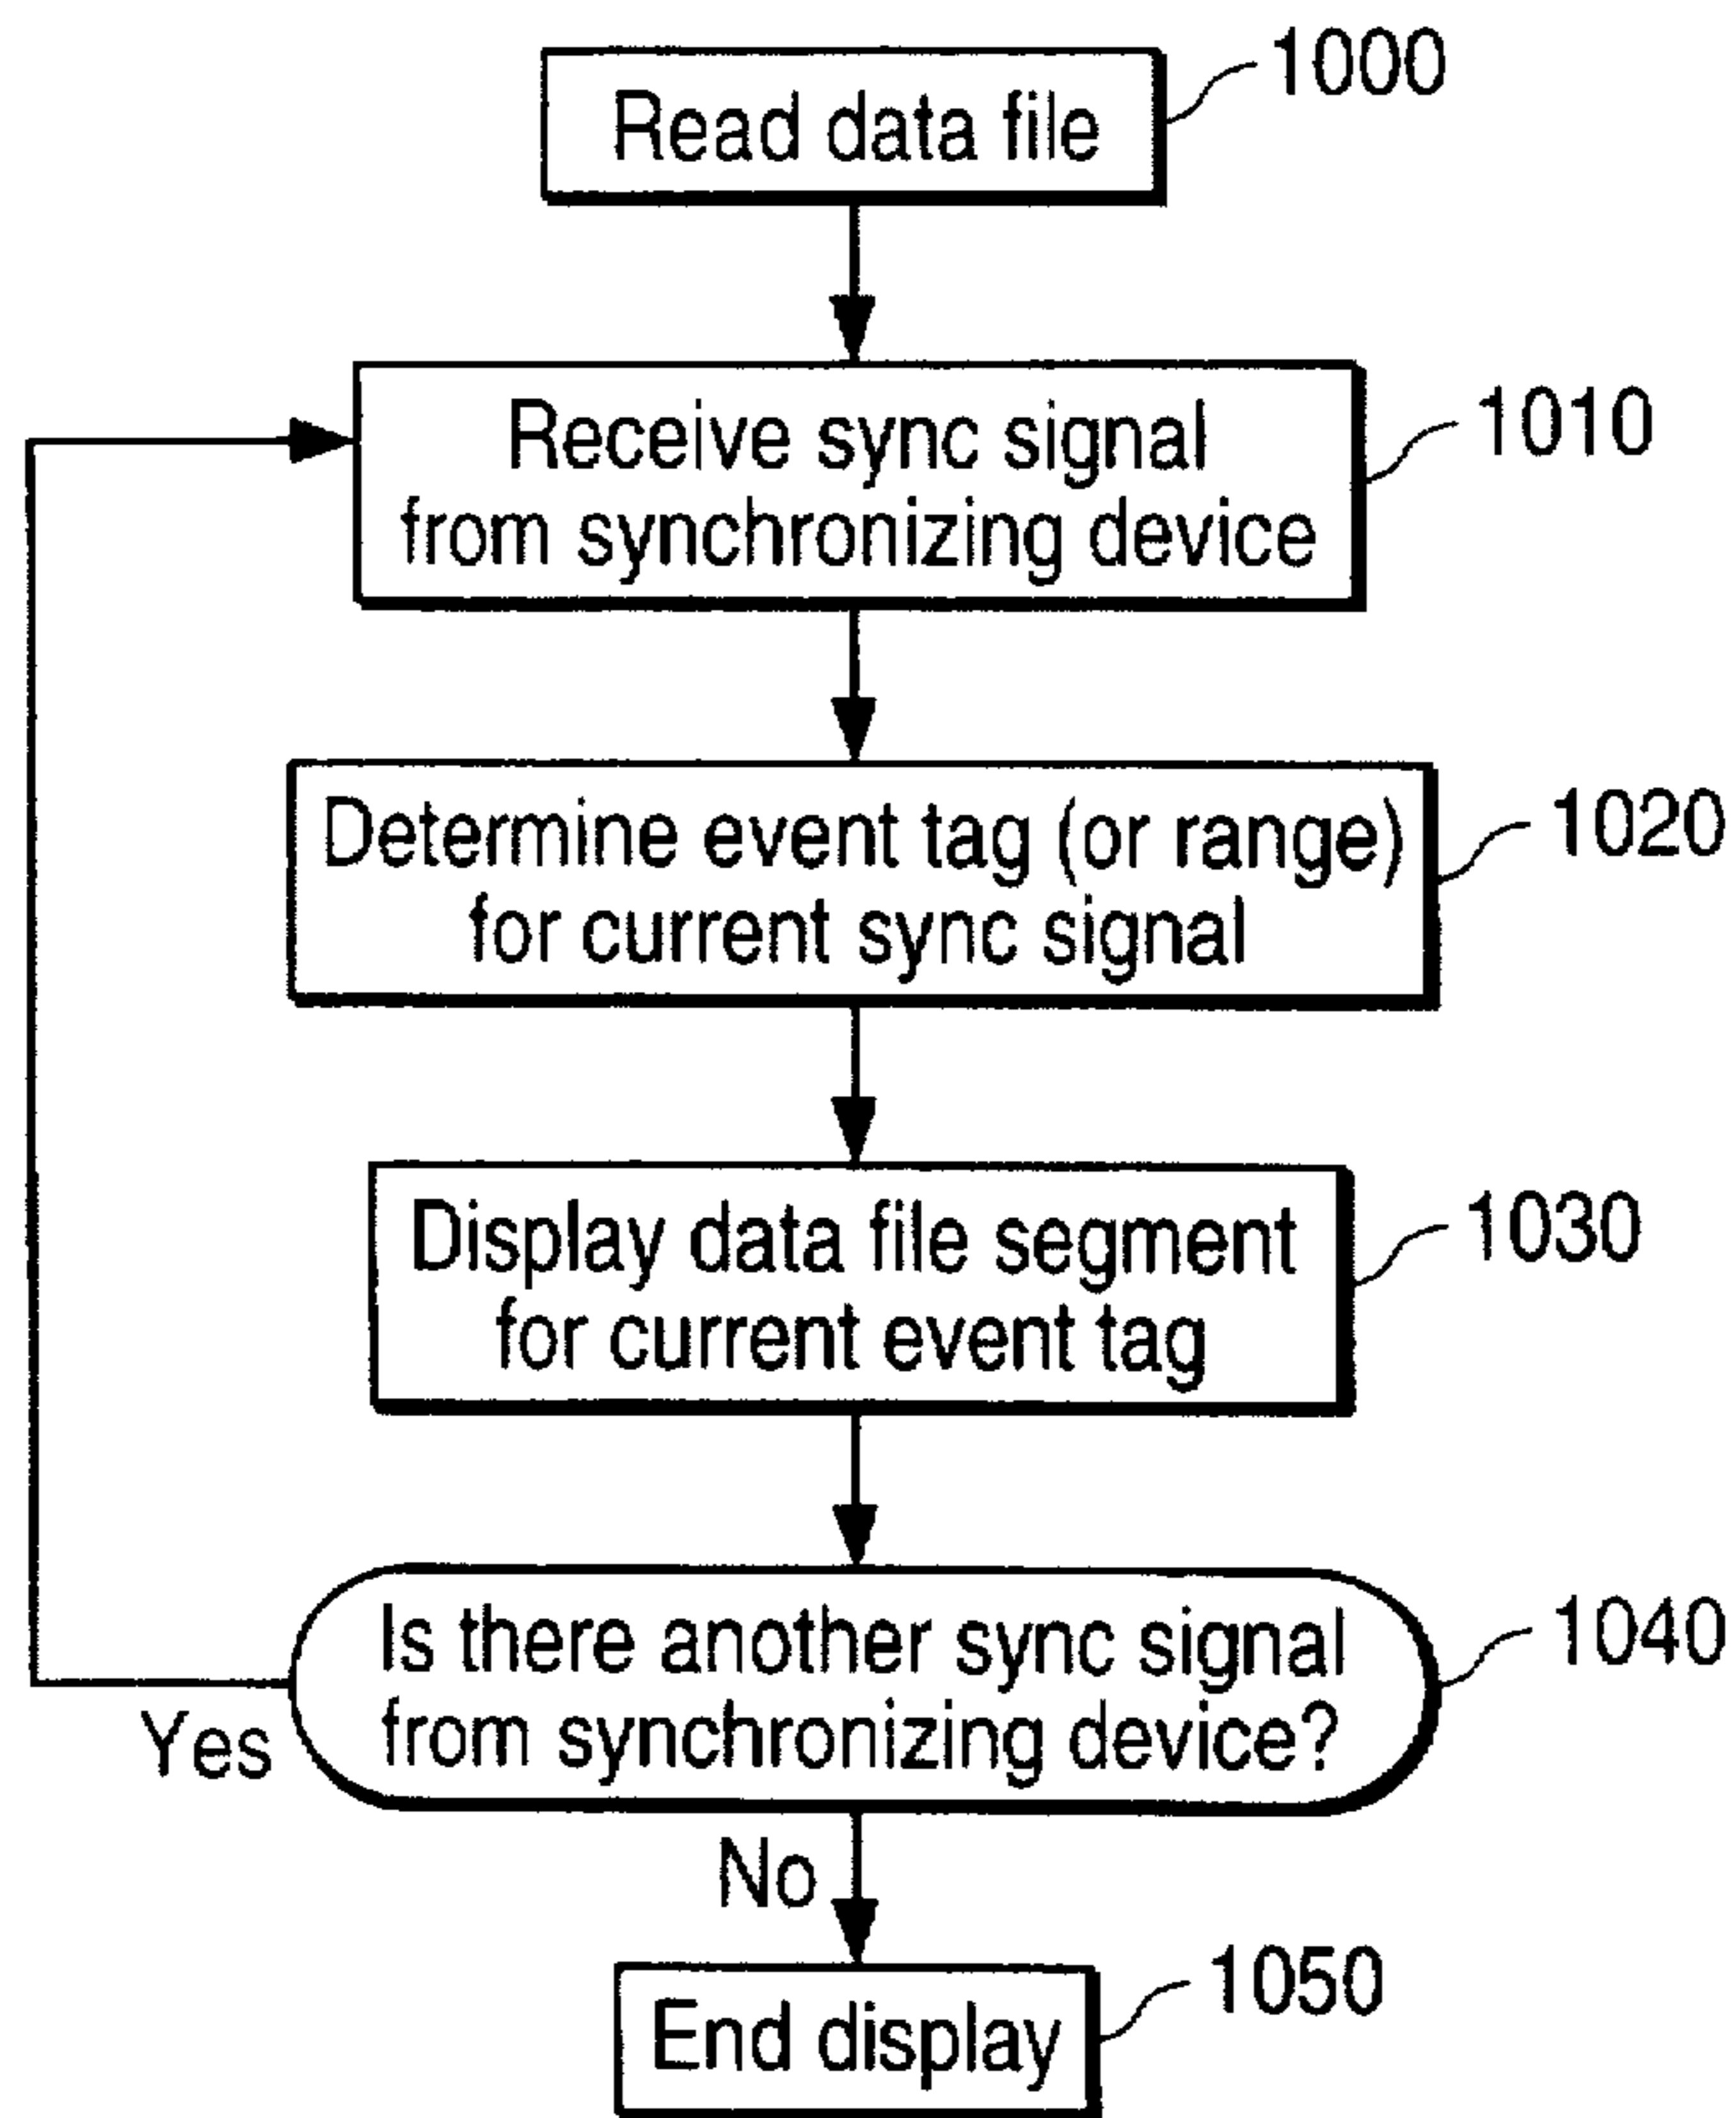 Read data file
1000
Receive sync signal
from synchronizing device
1010
Determine event tag (or range)
for current sync signal
1020
Display data file segment
for current event tag
1030
Is there another sync signal
from synchronizing device?
1040
Yes
No
End display
1050